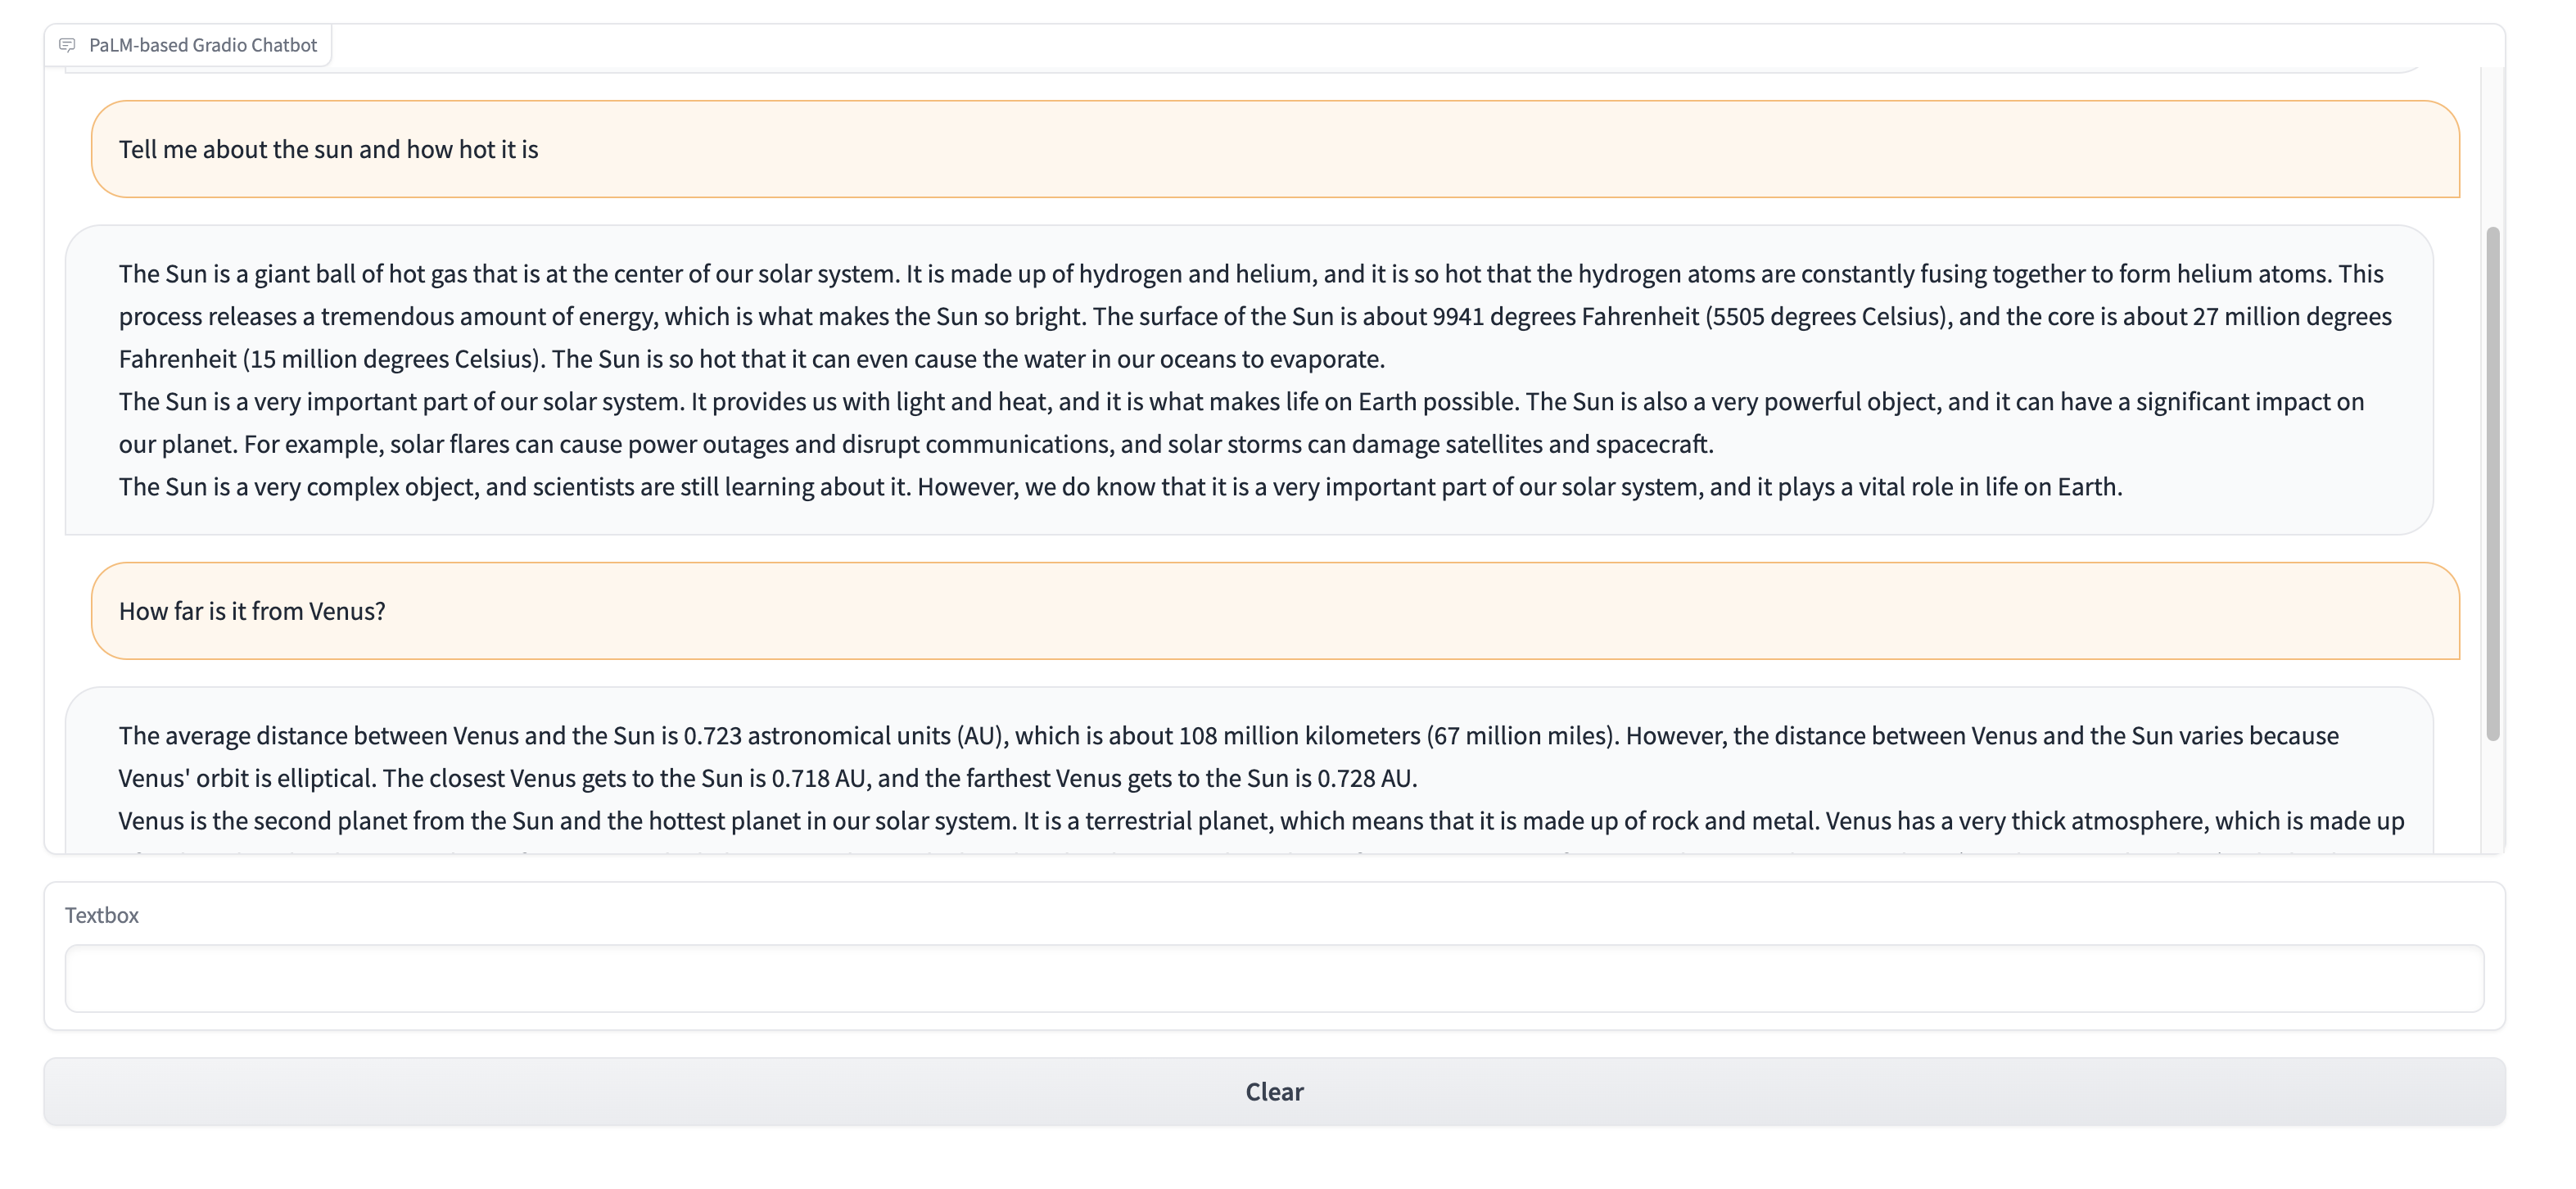 PaLM-based Gradio Chatbot
Tell me about the sun and how hot it is
The Sun is a giant ball of hot gas that is at the center of our solar system. It is made up of hydrogen and helium, and it is so hot that the hydrogen atoms are constantly fusing together to form helium atoms. This
process releases a tremendous amount of energy, which is what makes the Sun so bright. The surface of the Sun is about 9941 degrees Fahrenheit (5505 degrees Celsius), and the core is about 27 million degrees
Fahrenheit (15 million degrees Celsius). The Sun is so hot that it can even cause the water in our oceans to evaporate.
The Sun is a very important part of our solar system. It provides us with light and heat, and it is what makes life on Earth possible. The Sun is also a very powerful object, and it can have a significant impact on
our planet. For example, solar flares can cause power outages and disrupt communications, and solar storms can damage satellites and spacecraft.
The Sun is a very complex object, and scientists are still learning about it. However, we do know that it is a very important part of our solar system, and it plays a vital role in life on Earth.
How far is it from Venus?
The average distance between Venus and the Sun is 0.723 astronomical units (AU), which is about 108 million kilometers (67 million miles). However, the distance between Venus and the Sun varies because
Venus' orbit is elliptical. The closest Venus gets to the Sun is 0.718 AU, and the farthest Venus gets to the Sun is 0.728 AU.
Venus is the second planet from the Sun and the hottest planet in our solar system. It is a terrestrial planet, which means that it is made up of rock and metal. Venus has a very thick atmosphere, which is made up
Textbox
Clear